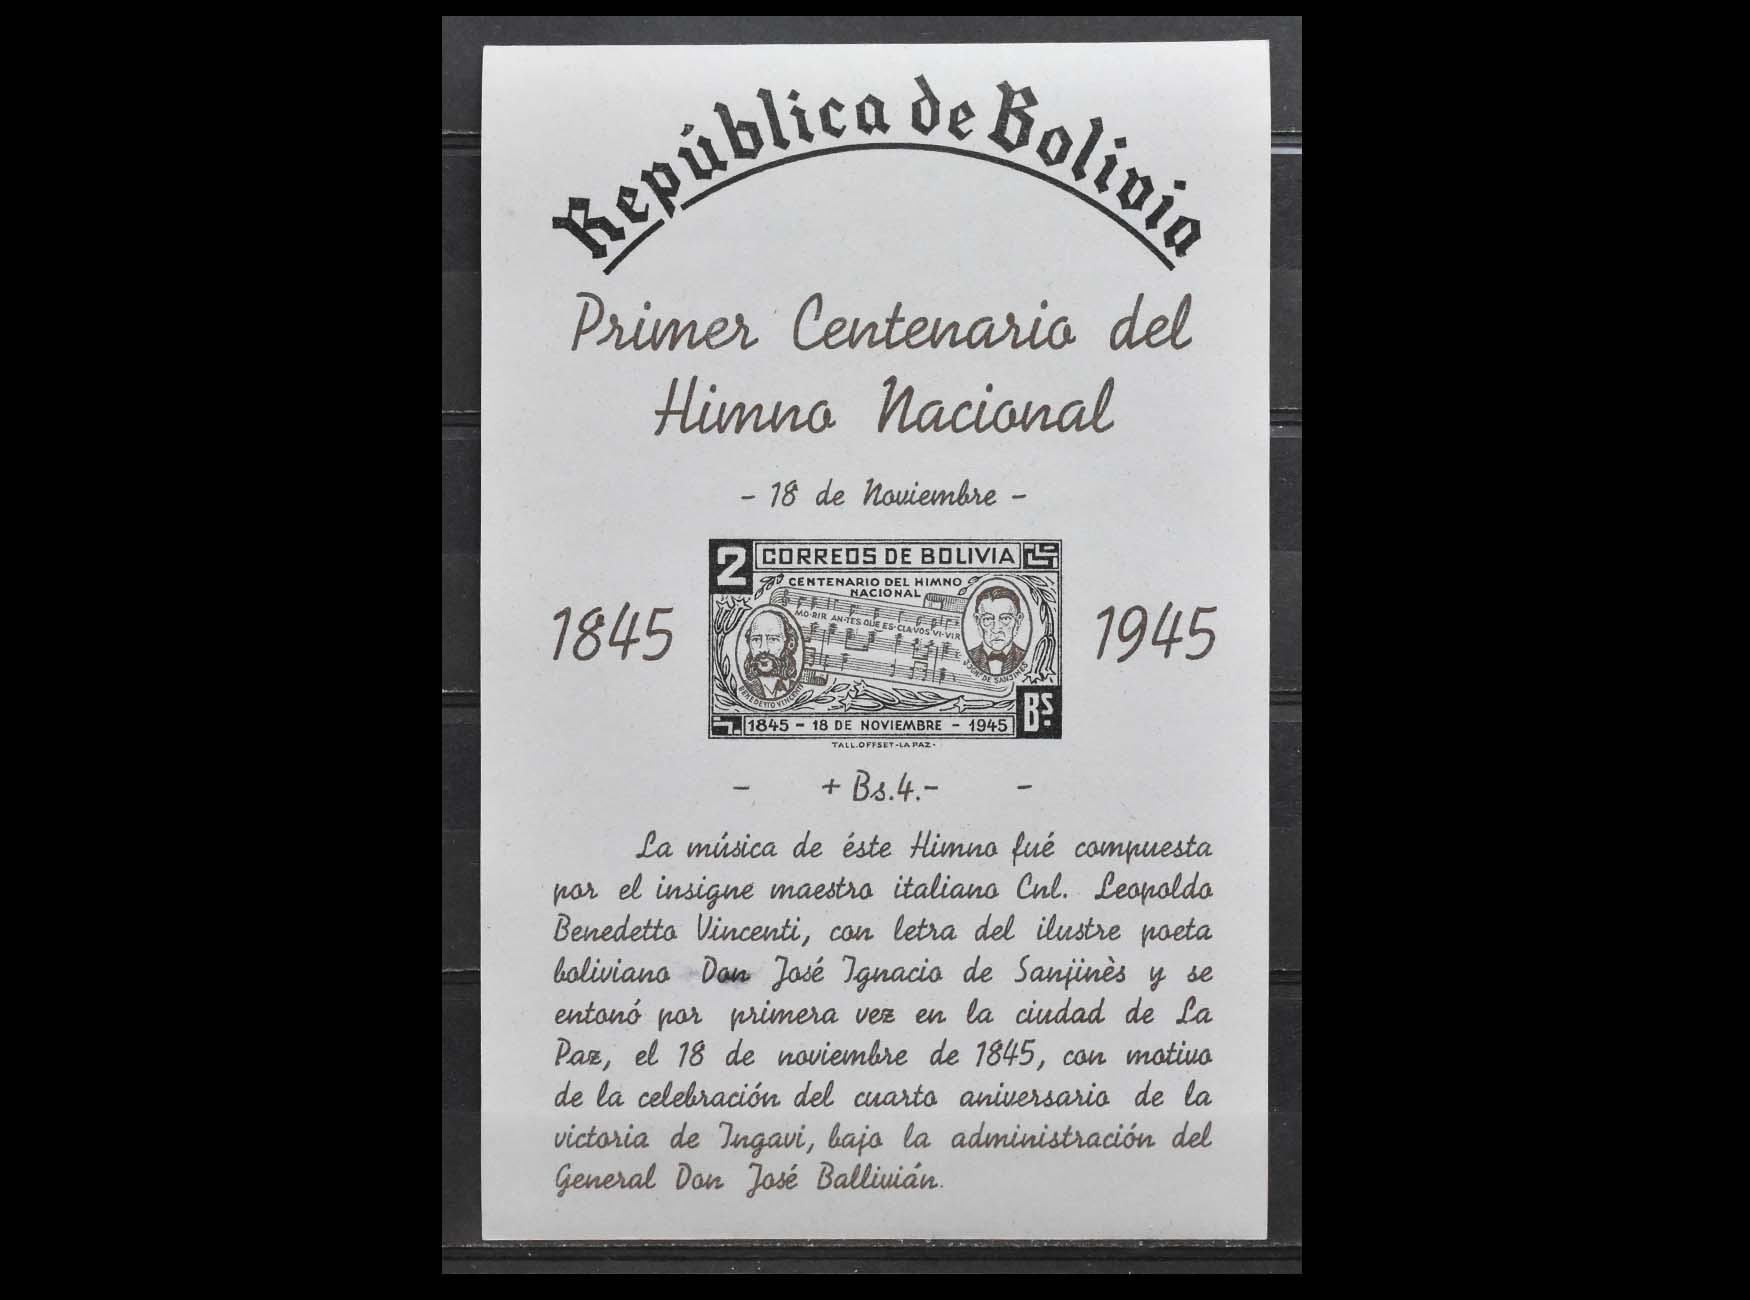 República de Bolivia
Primer Centenario del
Himno Nacional
- 18 de Noviembre -
2 CORREOS DE BOLIVIA
CENTENARIO DEL HIMNO
NACIONAL
MO-RIR AN-TES QUE ES-CLAVOS VI-VIR
1845 1945
BENEDETTO VINCENTI
J. IGN. DE SANJINÉS
Bs.
1845 - 18 DE NOVIEMBRE - 1945
TALL.OFFSET-LA PAZ-
- + Bs.4.- -
La música de éste Himno fué compuesta
por el insigne maestro italiano Cnl. Leopoldo
Benedetto Vincenti, con letra del ilustre poeta
boliviano Don José Ignacio de Sanjinès y se
entonó por primera vez en la ciudad de La
Paz, el 18 de noviembre de 1845, con motivo
de la celebración del cuarto aniversario de la
victoria de Ingavi, bajo la administración del
General Don José Ballivián.